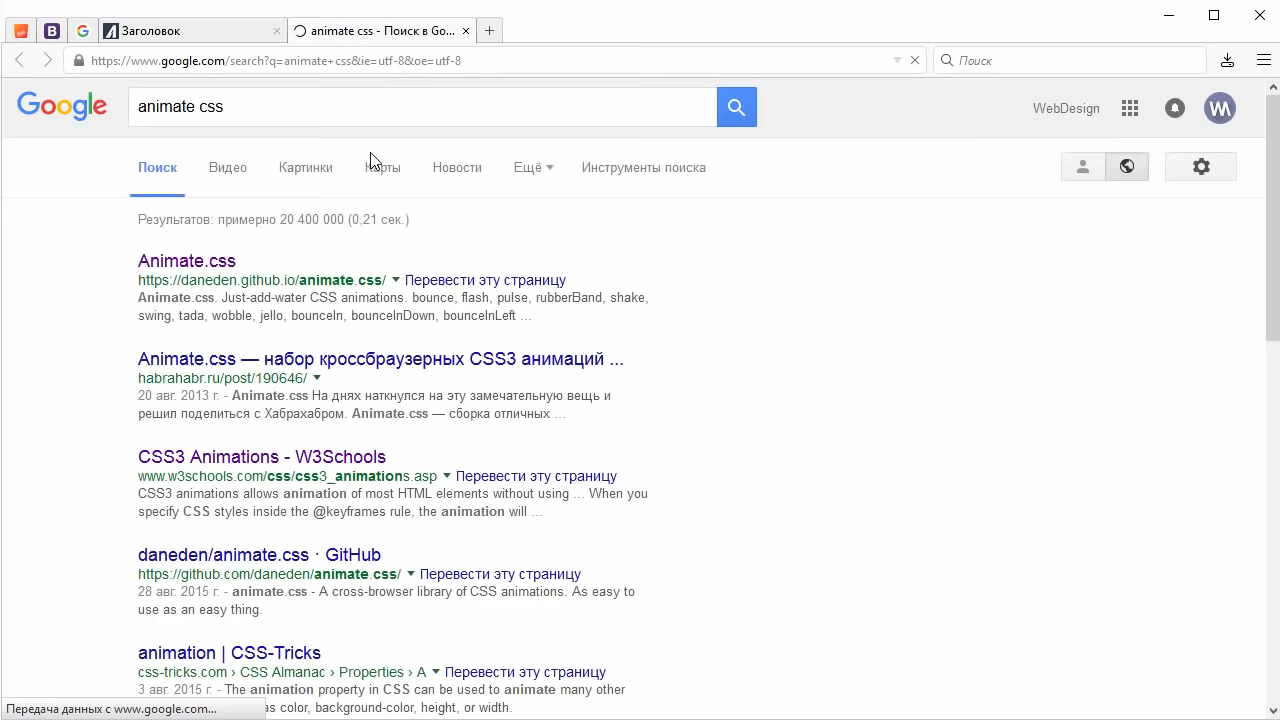 B
G
Заголовок
animate css - Поиск в Go...
https://www.google.com/search?q=animate+css&ie=utf-8&oe=utf-8
Поиск
Google
animate css
WebDesign
Поиск
Видео
Картинки
Карты
Новости
Ещё
Инструменты поиска
Результатов: примерно 20 400 000 (0,21 сек.)
Animate.css
https://daneden.github.io/animate.css/ Перевести эту страницу
Animate.css. Just-add-water CSS animations. bounce, flash, pulse, rubberBand, shake,
swing, tada, wobble, jello, bounceIn, bounceInDown, bounceInLeft ...
Animate.css — набор кроссбраузерных CSS3 анимаций ...
habrahabr.ru/post/190646/
20 авг. 2013 г. - Animate.css На днях наткнулся на эту замечательную вещь и
решил поделиться с Хабрахабром. Animate.css — сборка отличных ...
CSS3 Animations - W3Schools
www.w3schools.com/css/css3_animations.asp Перевести эту страницу
CSS3 animations allows animation of most HTML elements without using ... When you
specify CSS styles inside the @keyframes rule, the animation will ...
daneden/animate.css · GitHub
https://github.com/daneden/animate.css/ Перевести эту страницу
28 авг. 2015 г. - animate.css - A cross-browser library of CSS animations. As easy to
use as an easy thing.
animation | CSS-Tricks
css-tricks.com › CSS Almanac › Properties › A Перевести эту страницу
3 авг. 2015 г. - The animation property in CSS can be used to animate many other
as color, background-color, height, or width.
Передача данных с www.google.com...